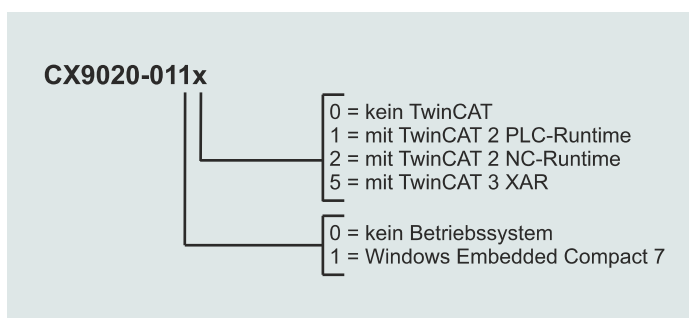 CX9020-011x
0 = kein TwinCAT
1 = mit TwinCAT 2 PLC-Runtime
2 = mit TwinCAT 2 NC-Runtime
5 = mit TwinCAT 3 XAR
0 = kein Betriebssystem
1 = Windows Embedded Compact 7